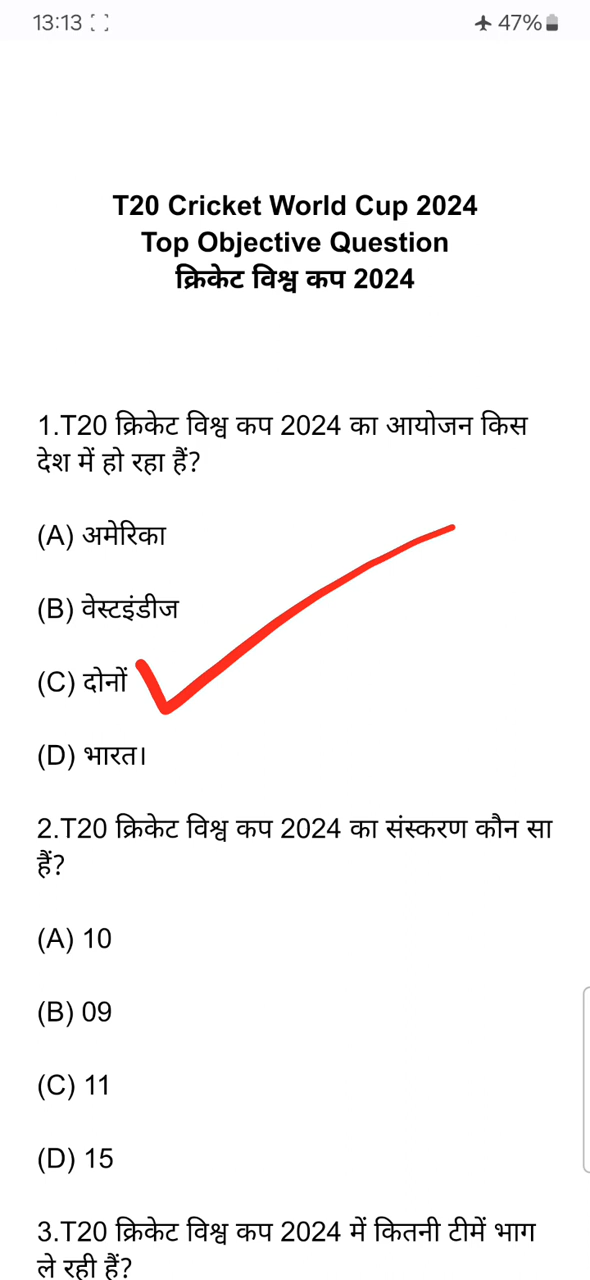 13:13
47%
T20 Cricket World Cup 2024
Top Objective Question
क्रिकेट विश्व कप 2024
1.T20 क्रिकेट विश्व कप 2024 का आयोजन किस
देश में हो रहा हैं?
(A) अमेरिका
(B) वेस्टइंडीज
(C) दोनों
(D) भारत।
2.T20 क्रिकेट विश्व कप 2024 का संस्करण कौन सा
हैं?
(A) 10
(B) 09
(C) 11
(D) 15
3.T20 क्रिकेट विश्व कप 2024 में कितनी टीमें भाग
ले रही हैं?